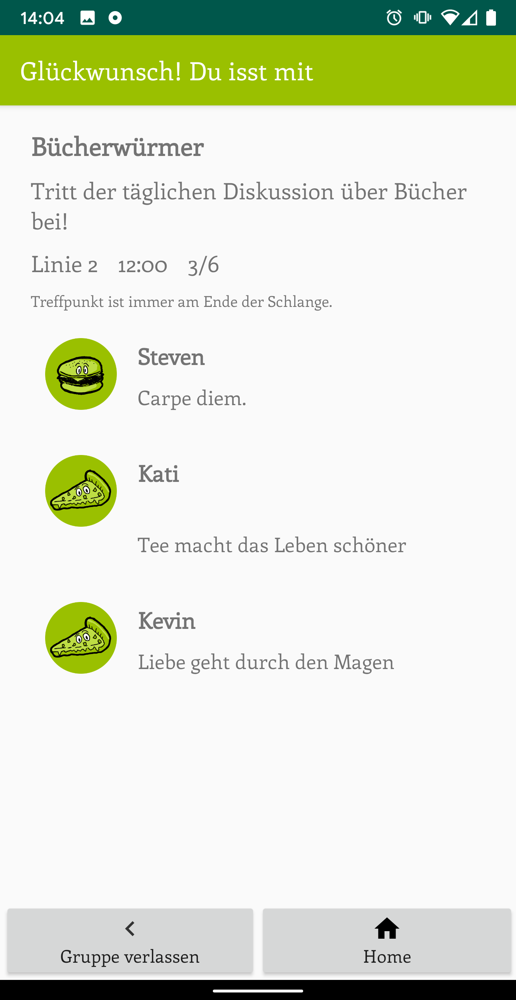 14:04
Glückwunsch! Du isst mit
Bücherwürmer
Tritt der täglichen Diskussion über Bücher
bei!
Linie 2 12:00 3/6
Treffpunkt ist immer am Ende der Schlange.
Steven
Carpe diem.
Kati
Tee macht das Leben schöner
Kevin
Liebe geht durch den Magen
Gruppe verlassen
Home